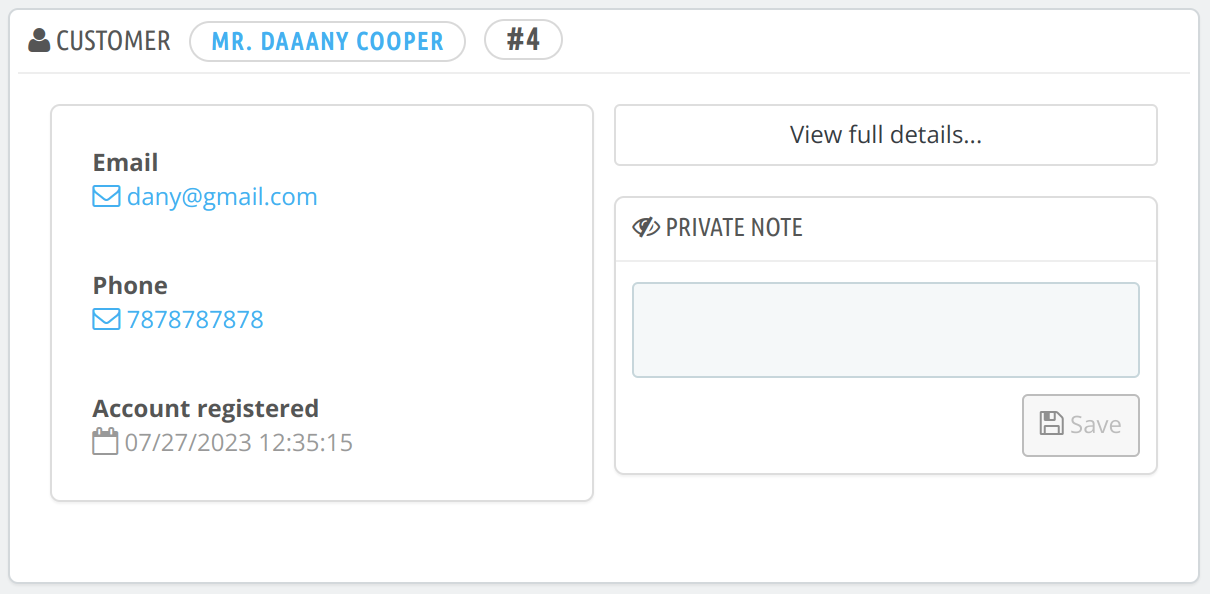 CUSTOMER MR. DAAANY COOPER #4
Email
dany@gmail.com
Phone
7878787878
Account registered
07/27/2023 12:35:15
View full details...
PRIVATE NOTE
Save